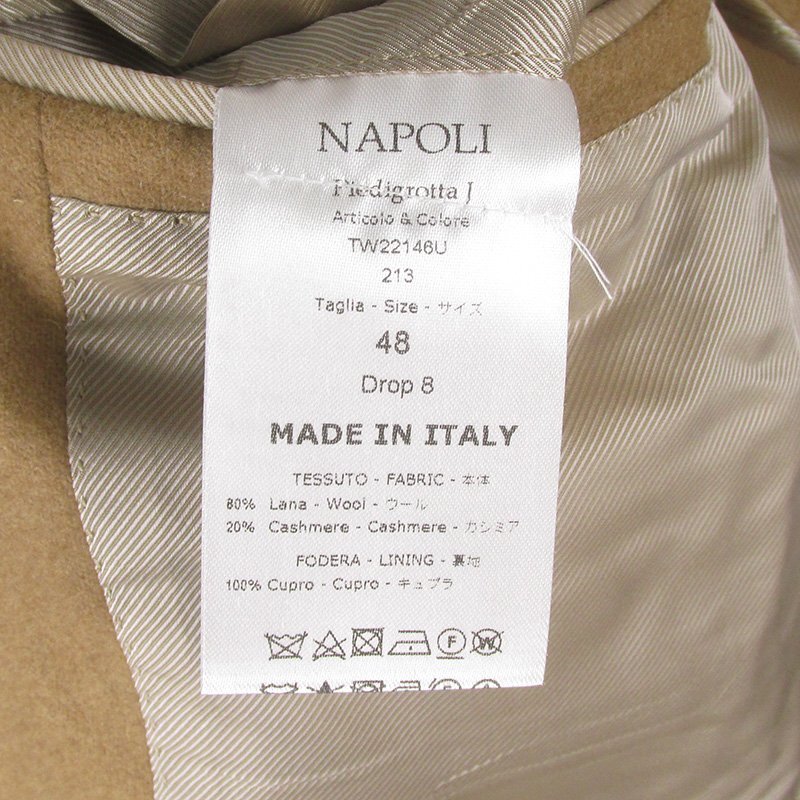 NAPOLI
Piedigrotta J
Articolo & Colore
TW22146U
213
Taglia - Size - サイズ
48
Drop 8
MADE IN ITALY
TESSUTO - FABRIC - 本体
80% Lana - Wool - ウール
20% Cashmere - Cashmere - カシミア
FODERA - LINING - 裏地
100% Cupro - Cupro - キュプラ
F W